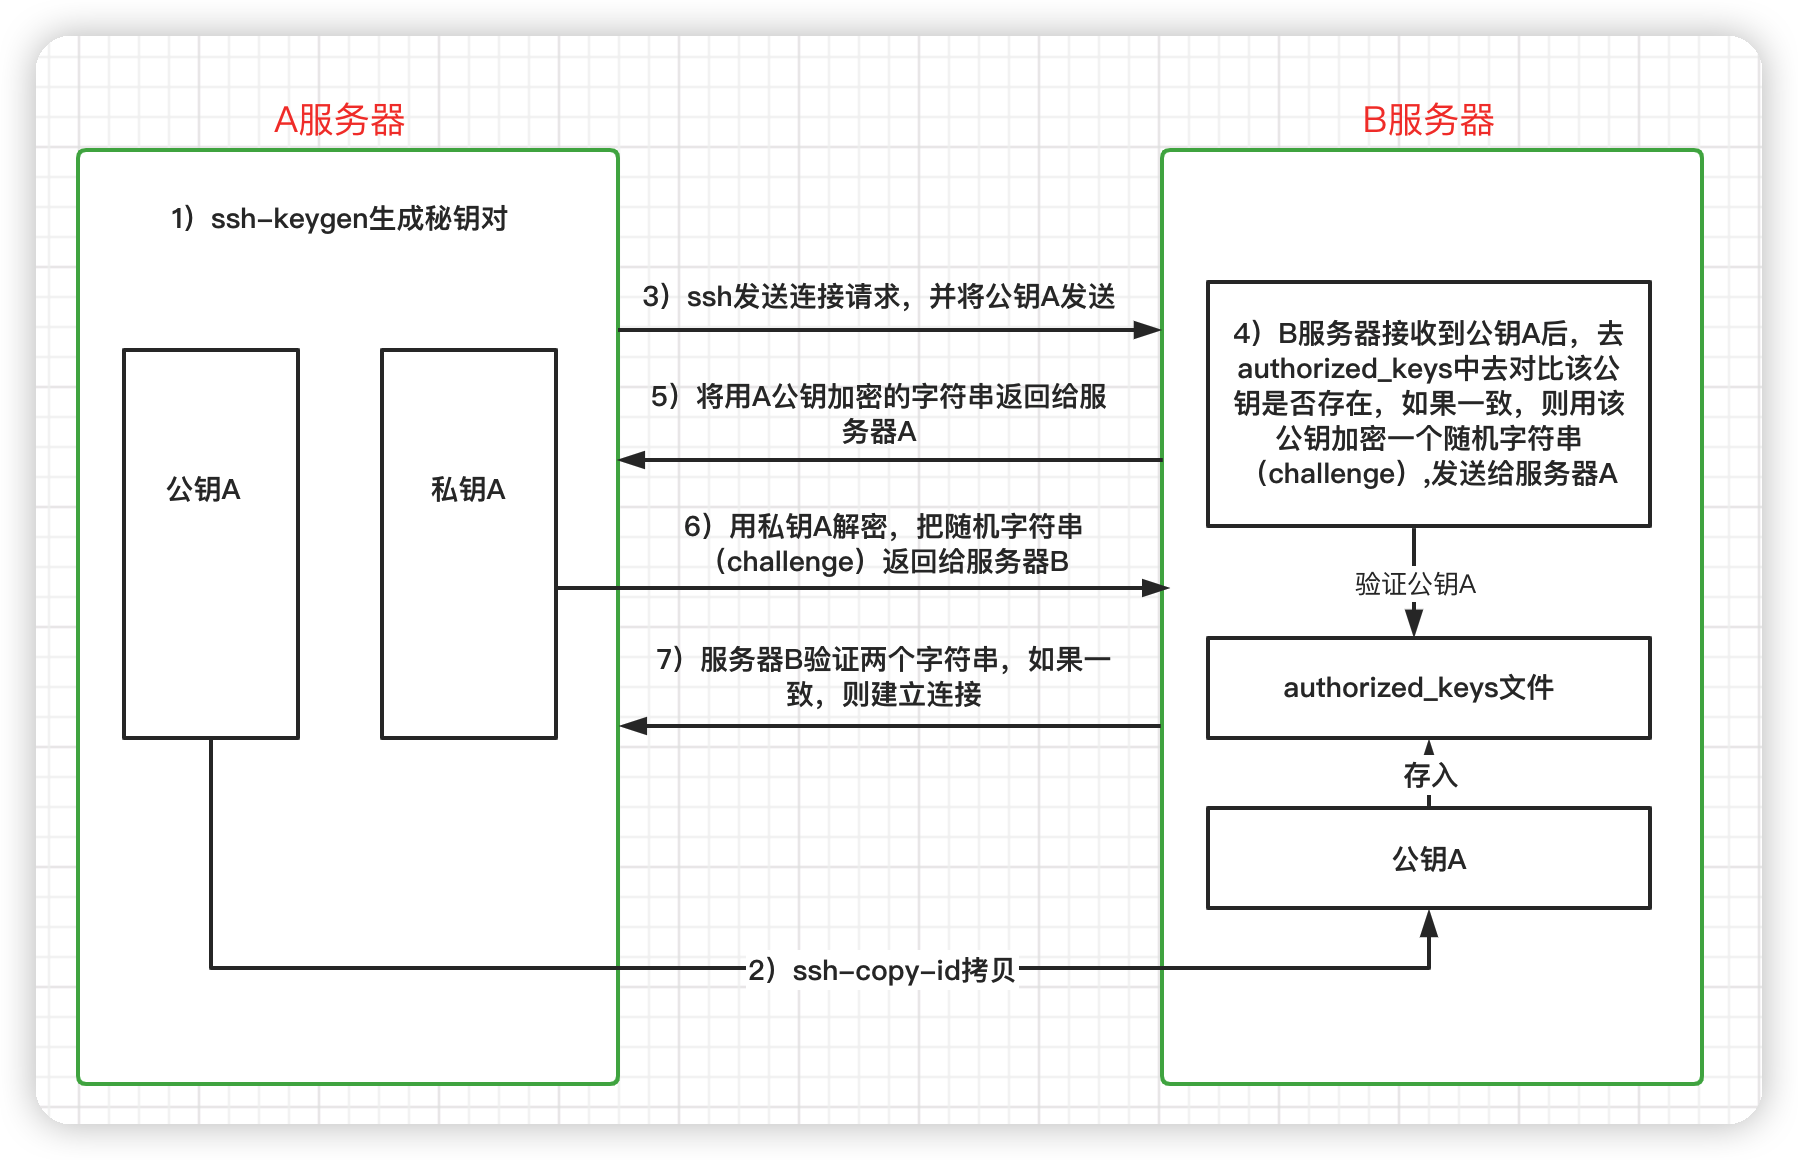 A服务器
B服务器
1）ssh-keygen生成秘钥对
公钥A
私钥A
3）ssh发送连接请求，并将公钥A发送
5）将用A公钥加密的字符串返回给服
务器A
6）用私钥A解密，把随机字符串
（challenge）返回给服务器B
7）服务器B验证两个字符串，如果一
致，则建立连接
4）B服务器接收到公钥A后，去
authorized_keys中去对比该公
钥是否存在，如果一致，则用该
公钥加密一个随机字符串
（challenge）,发送给服务器A
验证公钥A
authorized_keys文件
存入
公钥A
2）ssh-copy-id拷贝